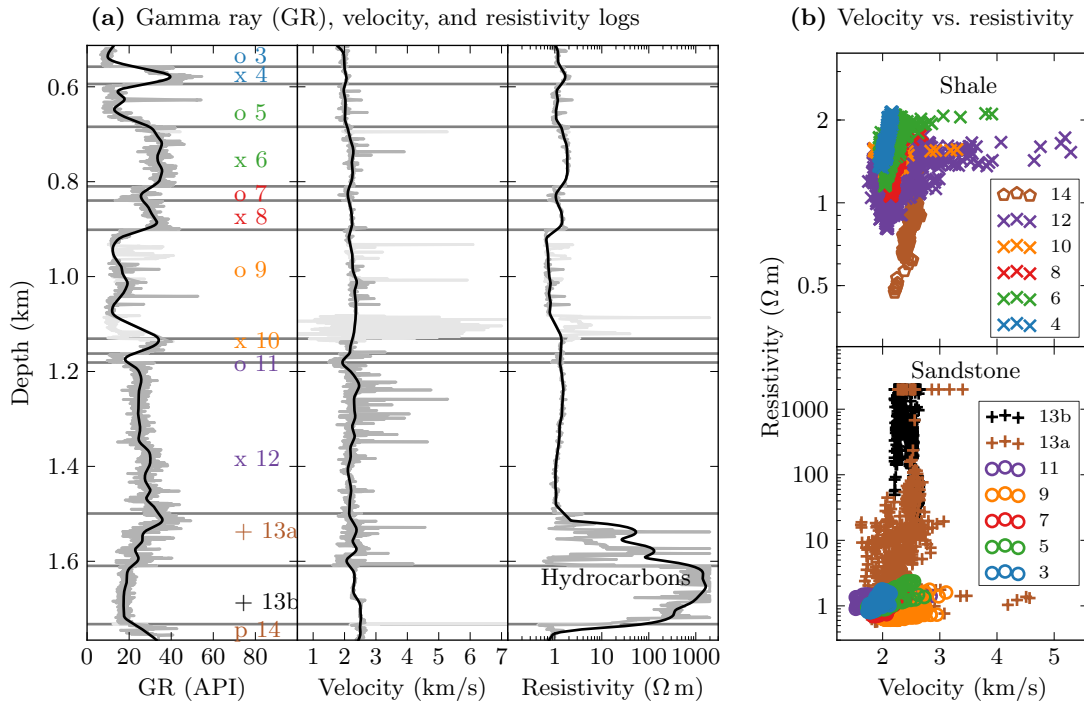 (a) Gamma ray (GR), velocity, and resistivity logs
(b) Velocity vs. resistivity
Depth (km)
0.6
0.8
1.0
1.2
1.4
1.6
o 3
x 4
o 5
x 6
o 7
x 8
o 9
x 10
o 11
x 12
+ 13a
+ 13b
p 14
Hydrocarbons
0 20 40 60 80
GR (API)
1 2 3 4 5 6 7
Velocity (km/s)
1 10 100 1000
Resistivity (Ω m)
Resistivity (Ω m)
Shale
2
1
0.5
14
12
10
8
6
4
Sandstone
1000
100
10
1
13b
13a
11
9
7
5
3
2 3 4 5
Velocity (km/s)